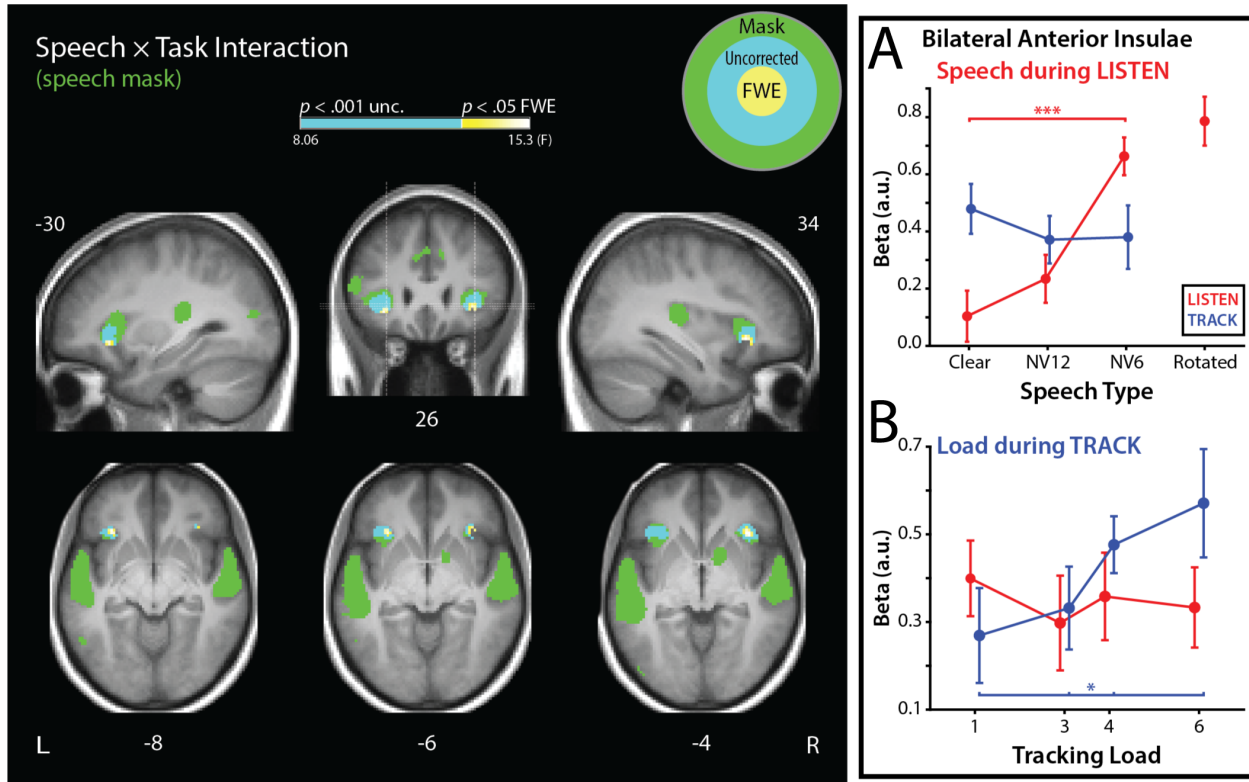 Speech × Task Interaction
(speech mask)
p < .001 unc.
p < .05 FWE
8.06
15.3 (F)
Mask
Uncorrected
FWE
-30
34
26
L
-8
-6
-4
R
A
Bilateral Anterior Insulae
Speech during LISTEN
***
0.8
0.6
0.4
0.2
0.0
Beta (a.u.)
LISTEN
TRACK
Clear
NV12
NV6
Rotated
Speech Type
B
Load during TRACK
0.7
0.5
0.3
0.1
Beta (a.u.)
*
1
3
4
6
Tracking Load